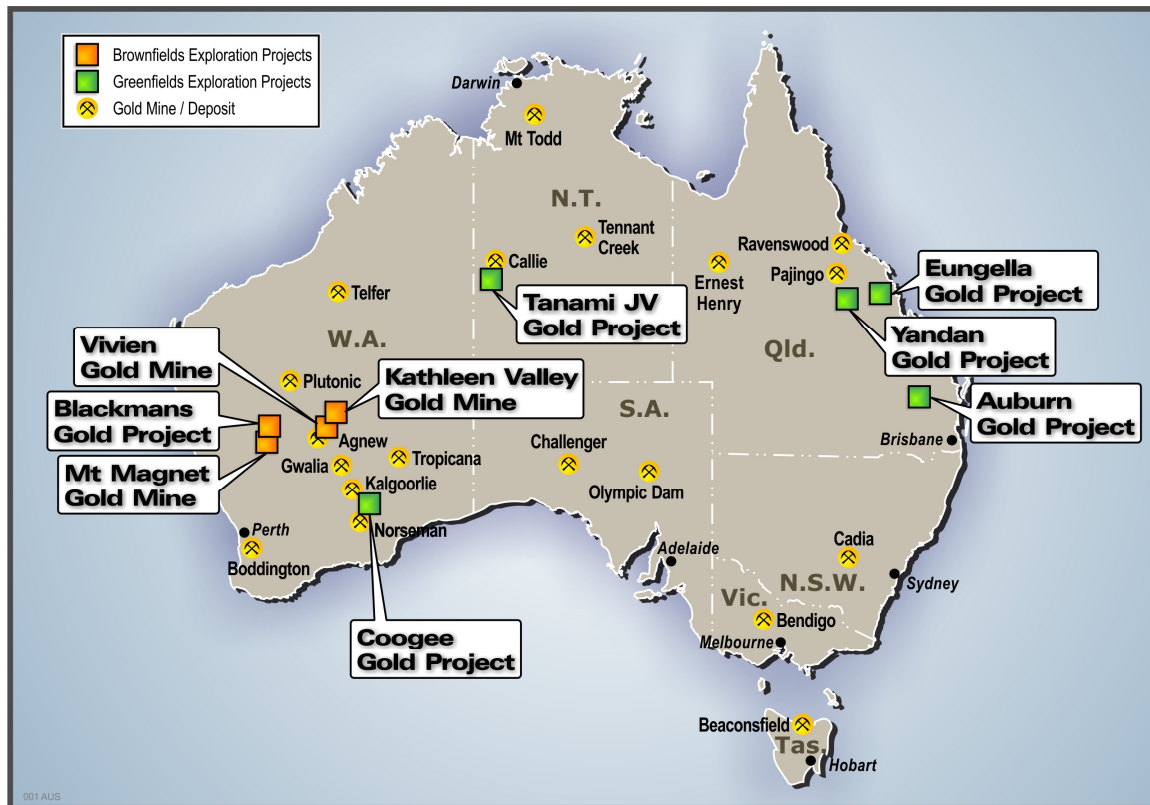 Brownfields Exploration Projects
Greenfields Exploration Projects
Gold Mine / Deposit
Darwin
Mt Todd
N.T.
Tennant
Creek
Callie
Tanami JV
Gold Project
Ravenswood
Pajingo
Ernest
Henry
Eungella
Gold Project
Yandan
Gold Project
Qld.
Auburn
Gold Project
Brisbane
Telfer
W.A.
Vivien
Gold Mine
Plutonic
Kathleen Valley
Gold Mine
Blackmans
Gold Project
Mt Magnet
Gold Mine
Agnew
Gwalia
Tropicana
Kalgoorlie
Norseman
Perth
Boddington
Coogee
Gold Project
S.A.
Challenger
Olympic Dam
Adelaide
Cadia
N.S.W.
Sydney
Vic.
Bendigo
Melbourne
Beaconsfield
Tas.
Hobart
001 AUS